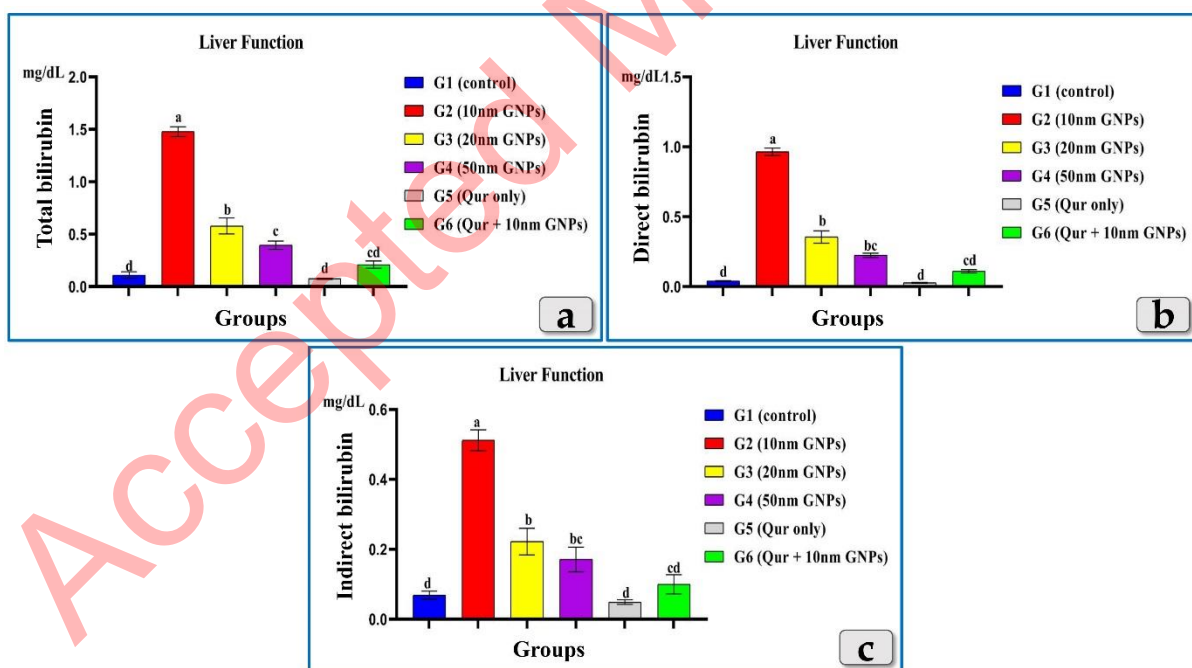 Liver Function
mg/dL
Total bilirubin
2.0
1.5
1.0
0.5
0.0
d
a
b
c
d
cd
Groups
G1 (control)
G2 (10nm GNPs)
G3 (20nm GNPs)
G4 (50nm GNPs)
G5 (Qur only)
G6 (Qur + 10nm GNPs)
a
Liver Function
mg/dL
Direct bilirubin
1.5
1.0
0.5
0.0
d
a
b
bc
d
cd
Groups
G1 (control)
G2 (10nm GNPs)
G3 (20nm GNPs)
G4 (50nm GNPs)
G5 (Qur only)
G6 (Qur + 10nm GNPs)
b
Liver Function
mg/dL
Indirect bilirubin
0.6
0.4
0.2
0.0
d
a
b
bc
d
cd
Groups
G1 (control)
G2 (10nm GNPs)
G3 (20nm GNPs)
G4 (50nm GNPs)
G5 (Qur only)
G6 (Qur + 10nm GNPs)
c
Accepted M